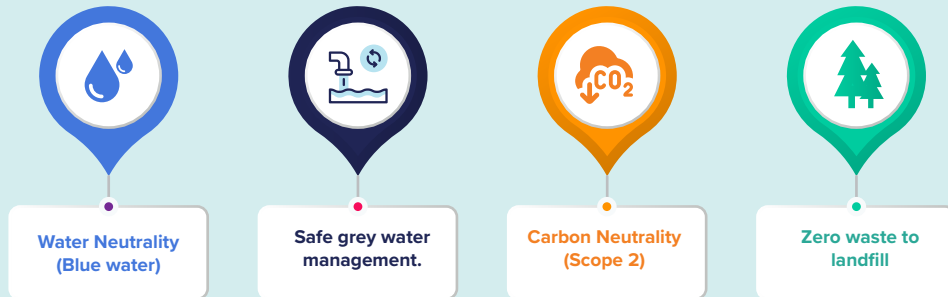 CO2
Water Neutrality
(Blue water)
Safe grey water
management.
Carbon Neutrality
(Scope 2)
Zero waste to
landfill